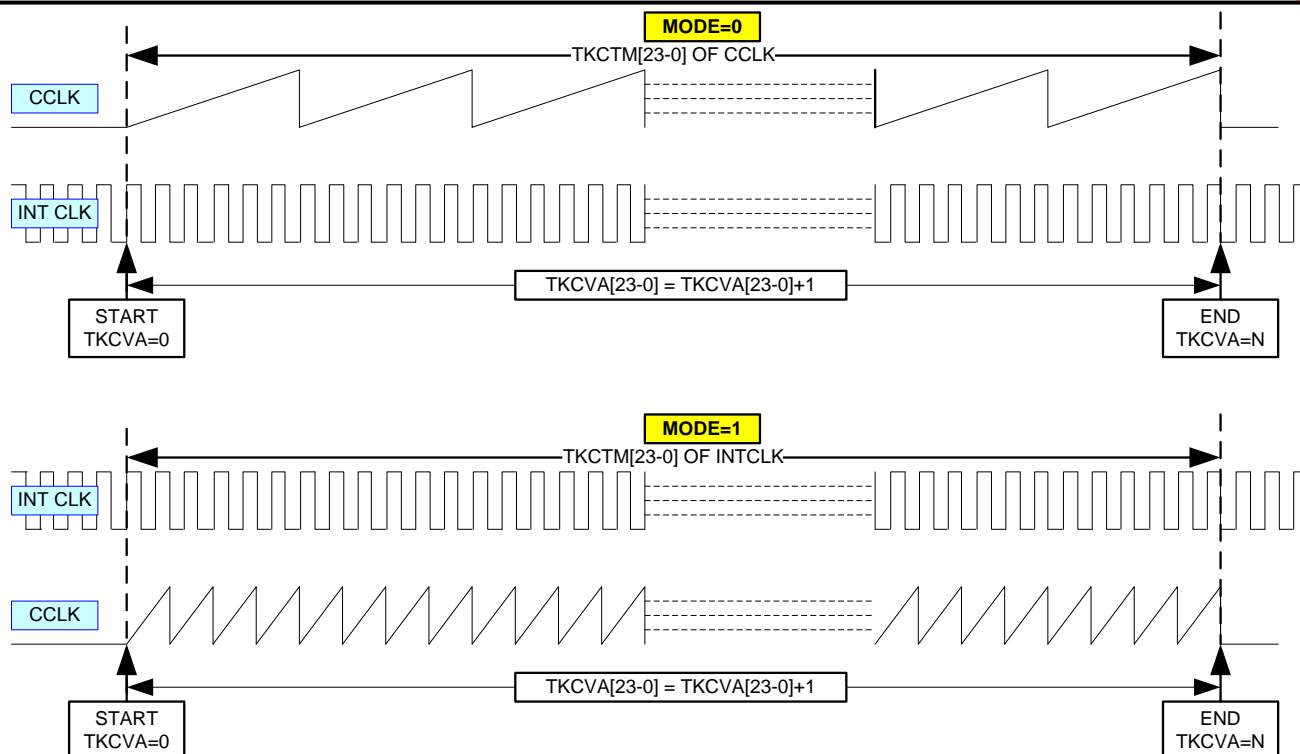 MODE=0
TKCTM[23-0] OF CCLK
CCLK
INT CLK
TKCVA[23-0] = TKCVA[23-0]+1
START
TKCVA=0
END
TKCVA=N
MODE=1
TKCTM[23-0] OF INTCLK
INT CLK
CCLK
TKCVA[23-0] = TKCVA[23-0]+1
START
TKCVA=0
END
TKCVA=N